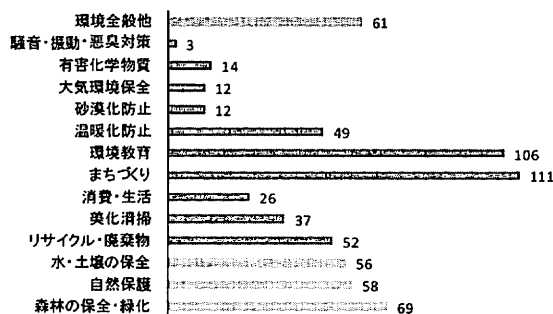 環境全般他 61
騒音・振動・悪臭対策 3
有害化学物質 14
大気環境保全 12
砂漠化防止 12
温暖化防止 49
環境教育 106
まちづくり 111
消費・生活 26
美化清掃 37
リサイクル・廃棄物 52
水・土壌の保全 56
自然保護 58
森林の保全・緑化 69